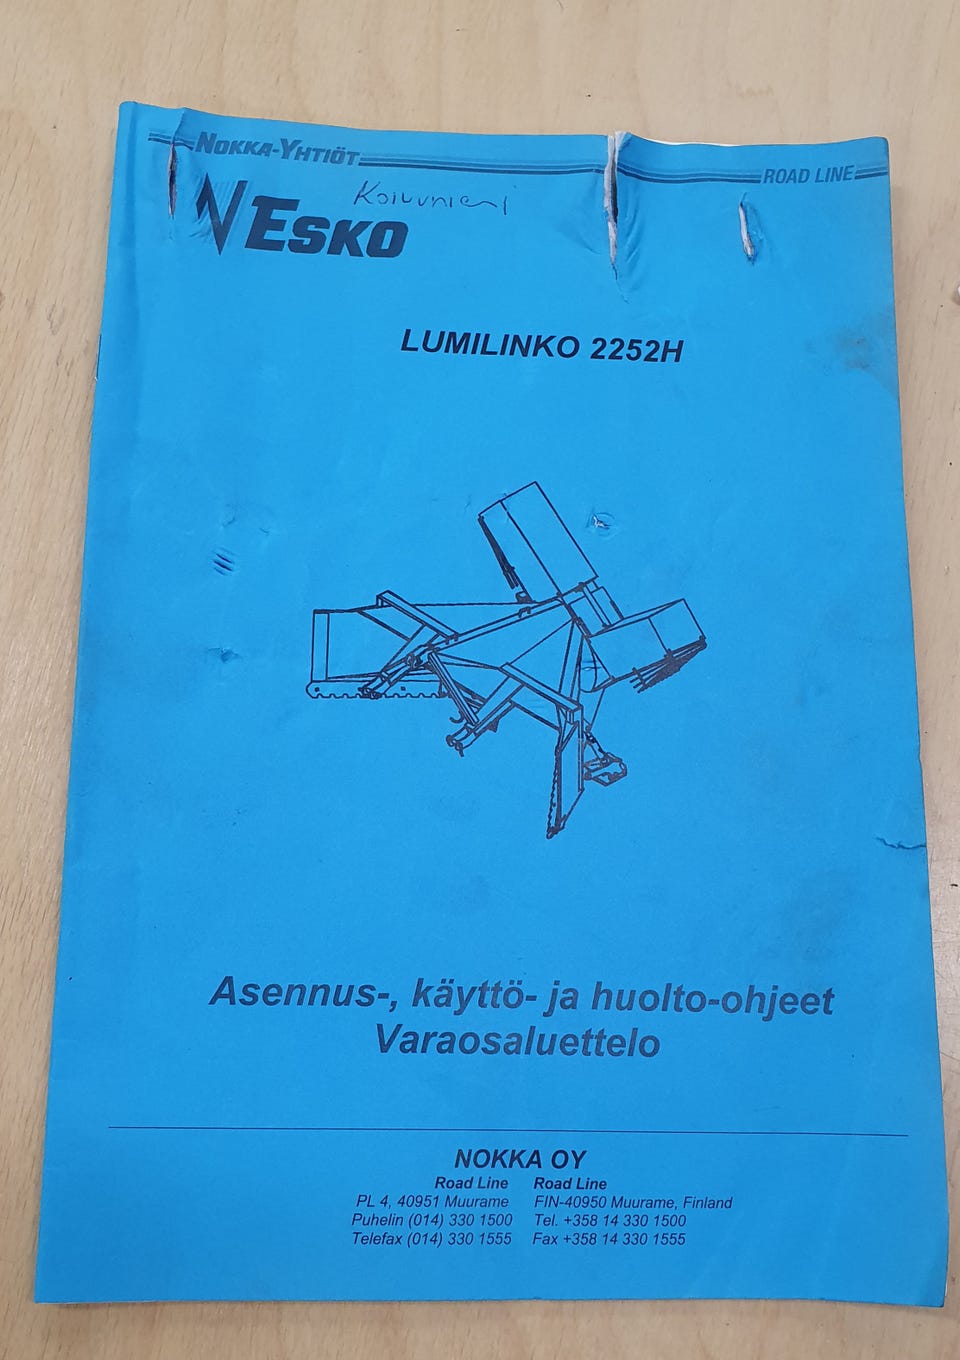 NOKKA-YHTIÖT
ROAD LINE
Koivuniemi
ESKO
LUMILINKO 2252H
Asennus-, käyttö- ja huolto-ohjeet
Varaosaluettelo
NOKKA OY
Road Line Road Line
PL 4, 40951 Muurame FIN-40950 Muurame, Finland
Puhelin (014) 330 1500 Tel. +358 14 330 1500
Telefax (014) 330 1555 Fax +358 14 330 1555